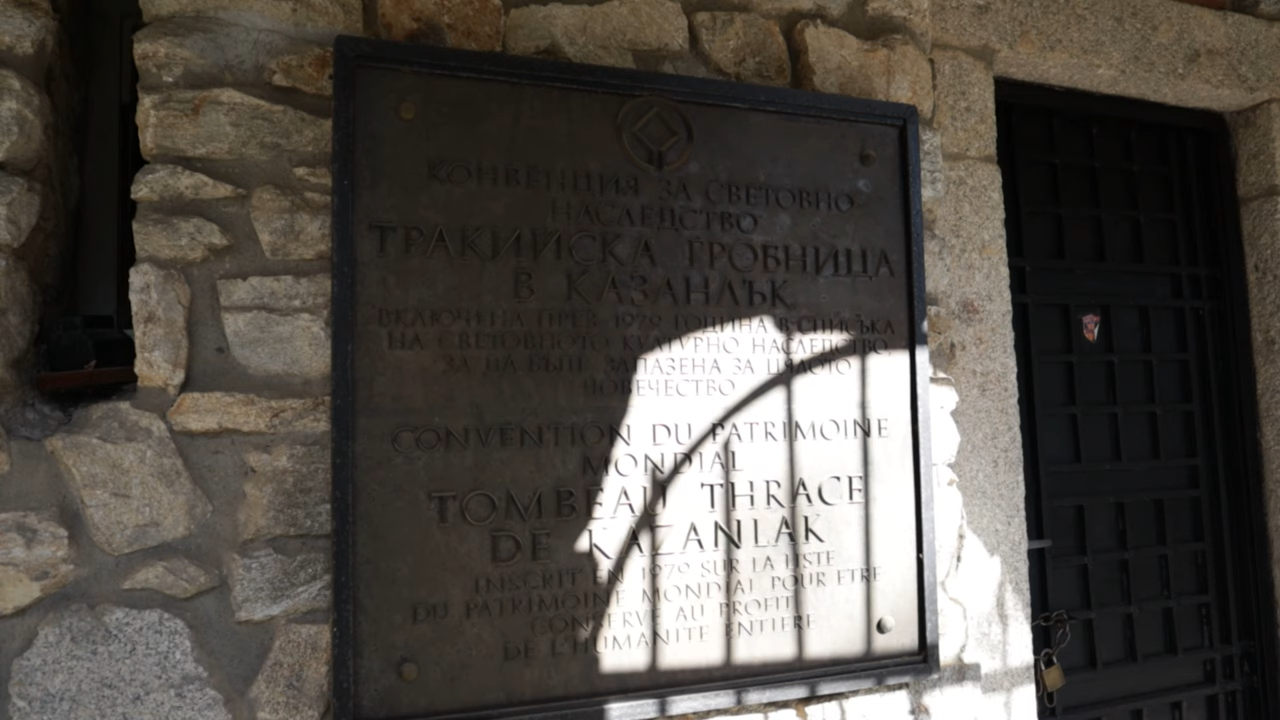 КОНВЕНЦИЯ ЗА СВЕТОВНО
НАСЛЕДСТВО
ТРАКИЙСКА ГРОБНИЦА
В КАЗАНЛЪК
ВКЛЮЧЕНА ПРЕЗ 1979 ГОДИНА В СПИСЪКА
НА СВЕТОВНОТО КУЛТУРНО НАСЛЕДСТВО,
ЗА ДА БЪДЕ ЗАПАЗЕНА ЗА ЦЯЛОТО
ЧОВЕЧЕСТВО
CONVENTION DU PATRIMOINE
MONDIAL
TOMBEAU THRACE
DE KAZANLAK
INSCRIT EN 1979 SUR LA LISTE
DU PATRIMOINE MONDIAL POUR ETRE
CONSERVE AU PROFIT
DE L'HUMANITE ENTIERE